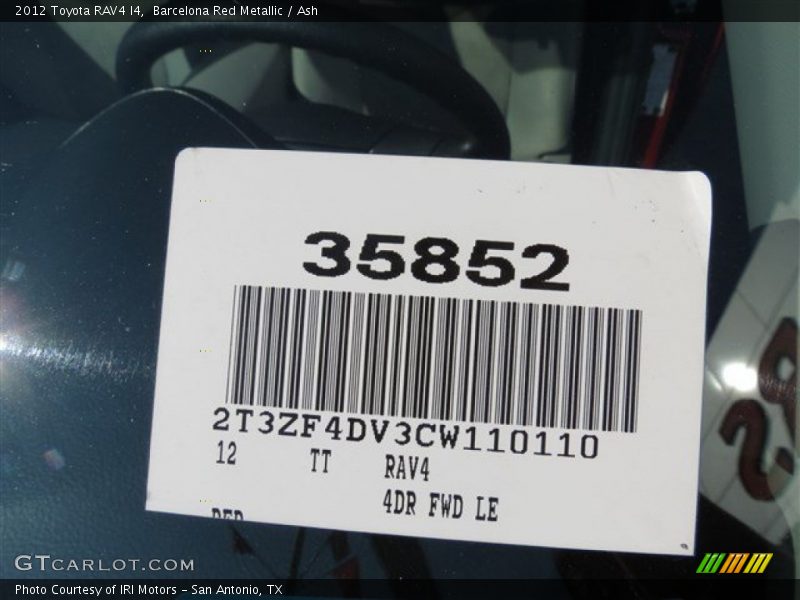 2012 Toyota RAV4 I4, Barcelona Red Metallic / Ash
35852
2T3ZF4DV3CW110110
12 TT RAV4
4DR FWD LE
RED
GTCARLOT.COM
Photo Courtesy of IRI Motors - San Antonio, TX